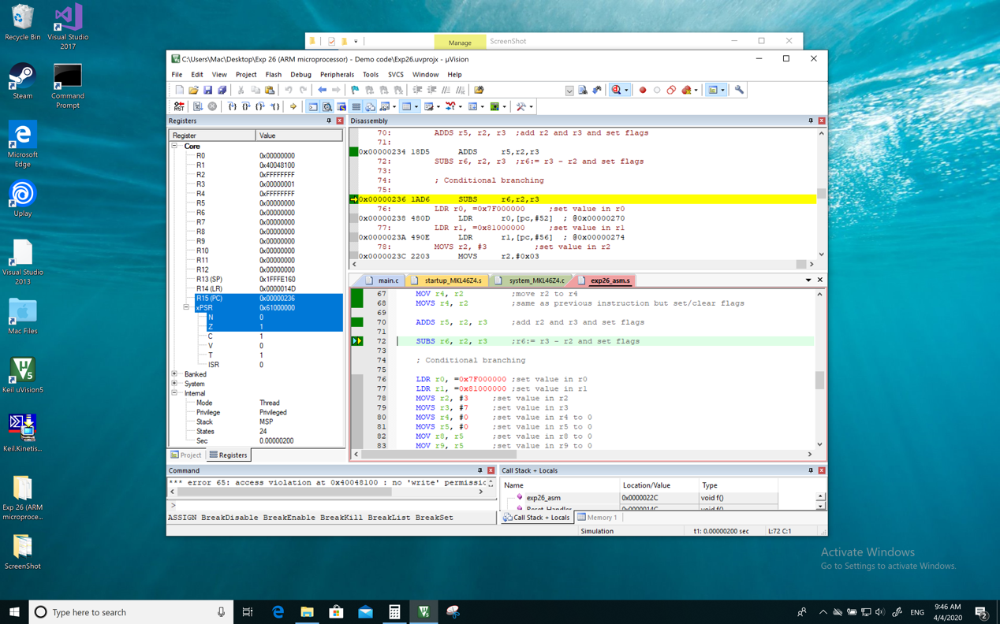 Recycle Bin
Visual Studio 2017
Steam
Command Prompt
Microsoft Edge
Uplay
Visual Studio 2013
Mac Files
Keil uVision5
Keil.Kinetis...
Exp 26 (ARM microproce...
ScreenShot
Manage
ScreenShot
C:\Users\Mac\Desktop\Exp 26 (ARM microprocessor) - Demo code\Exp26.uvprojx - µVision
File Edit View Project Flash Debug Peripherals Tools SVCS Window Help
Registers
Register Value
Core
R0 0x00000000
R1 0x40048100
R2 0xFFFFFFFF
R3 0x00000001
R4 0xFFFFFFFF
R5 0x00000000
R6 0x00000000
R7 0x00000000
R8 0x00000000
R9 0x00000000
R10 0x00000000
R11 0x00000000
R12 0x00000000
R13 (SP) 0x1FFFE160
R14 (LR) 0x0000014D
R15 (PC) 0x00000236
xPSR 0x61000000
N 0
Z 1
C 1
V 0
T 1
ISR 0
Banked
System
Internal
Mode Thread
Privilege Privileged
Stack MSP
States 24
Sec 0.00000200
Project Registers
Disassembly
70: ADDS r5, r2, r3 ;add r2 and r3 and set flags
71:
0x00000234 18D5 ADDS r5,r2,r3
72: SUBS r6, r2, r3 ;r6:= r3 - r2 and set flags
73:
74: ; Conditional branching
75:
0x00000236 1AD6 SUBS r6,r2,r3
76: LDR r0, =0x7F000000 ;set value in r0
0x00000238 480D LDR r0,[pc,#52] ; @0x00000270
77: LDR r1, =0x81000000 ;set value in r1
0x0000023A 490E LDR r1,[pc,#56] ; @0x00000274
78: MOVS r2, #3 ;set value in r2
0x0000023C 2203 MOVS r2,#0x03
main.c startup_MKL46Z4.s system_MKL46Z4.c exp26_asm.s
67 MOV r4, r2 ;move r2 to r4
68 MOVS r4, r2 ;same as previous instruction but set/clear flags
69
70 ADDS r5, r2, r3 ;add r2 and r3 and set flags
71
72 SUBS r6, r2, r3 ;r6:= r3 - r2 and set flags
73
74 ; Conditional branching
75
76 LDR r0, =0x7F000000 ;set value in r0
77 LDR r1, =0x81000000 ;set value in r1
78 MOVS r2, #3 ;set value in r2
79 MOVS r3, #7 ;set value in r3
80 MOVS r4, #0 ;set value in r4 to 0
81 MOVS r5, #0 ;set value in r5 to 0
82 MOV r8, r5 ;set value in r8 to 0
83 MOV r9, r5 ;set value in r9 to 0
Command
*** error 65: access violation at 0x40048100 : no 'write' permissic
>
ASSIGN BreakDisable BreakEnable BreakKill BreakList BreakSet
Call Stack + Locals
Name Location/Value Type
exp26_asm 0x0000022C void f()
Reset_Handler 0x0000014C void f()
Call Stack + Locals Memory 1
Simulation t1: 0.00000200 sec L:72 C:1
Activate Windows
Go to Settings to activate Windows.
Type here to search
ENG
9:46 AM
4/4/2020
2